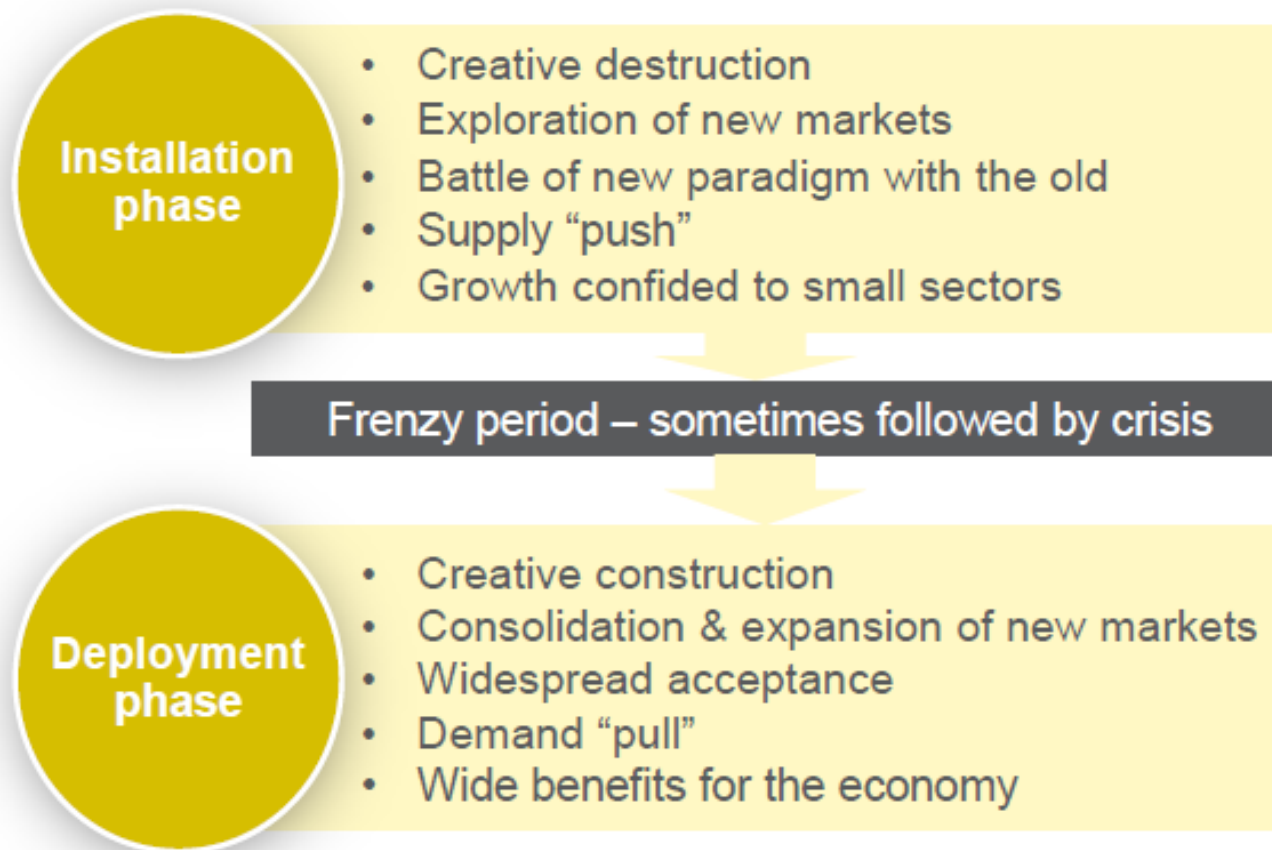 Installation
phase
• Creative destruction
• Exploration of new markets
• Battle of new paradigm with the old
• Supply “push”
• Growth confided to small sectors
Frenzy period – sometimes followed by crisis
Deployment
phase
• Creative construction
• Consolidation & expansion of new markets
• Widespread acceptance
• Demand “pull”
• Wide benefits for the economy